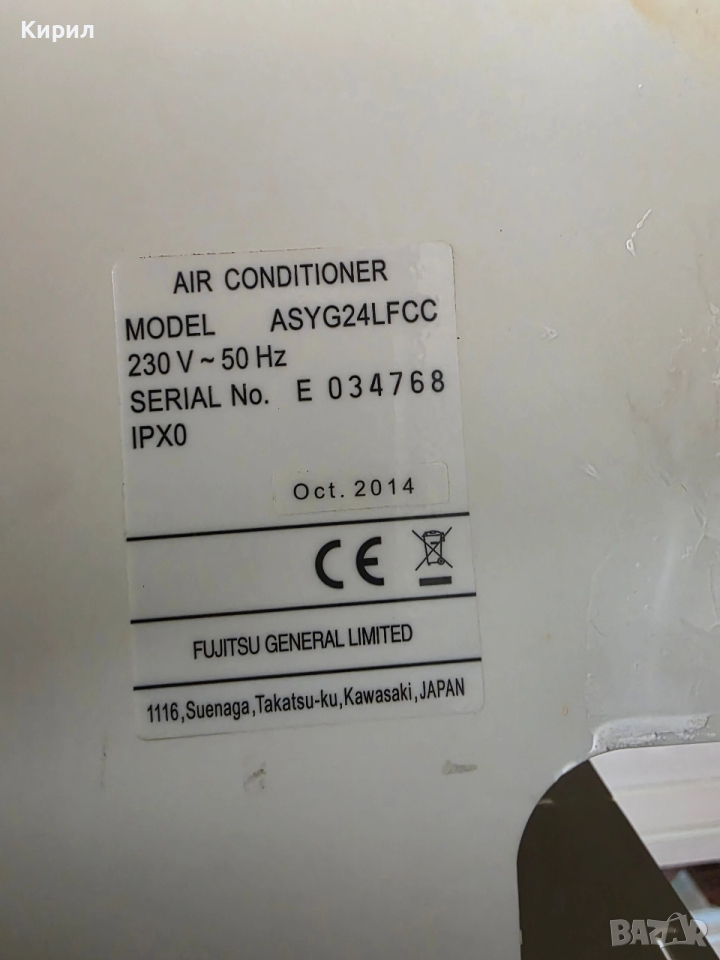 Кирил
AIR CONDITIONER
MODEL ASYG24LFCC
230 V ~ 50 Hz
SERIAL No. E 034768
IPX0
Oct. 2014
CE
FUJITSU GENERAL LIMITED
1116,Suenaga,Takatsu-ku,Kawasaki,JAPAN
BAZAR